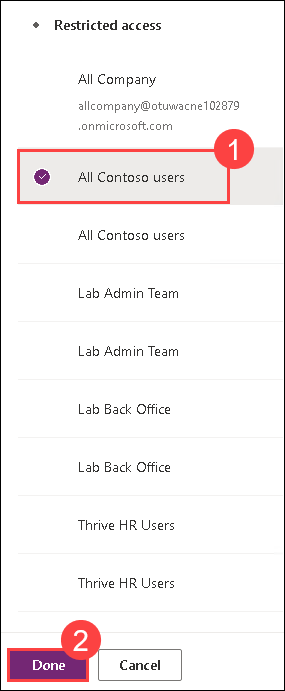 Restricted access
All Company
allcompany@otuwacne102879
.onmicrosoft.com
1
All Contoso users
All Contoso users
Lab Admin Team
Lab Admin Team
Lab Back Office
Lab Back Office
Thrive HR Users
Thrive HR Users
2
Done
Cancel